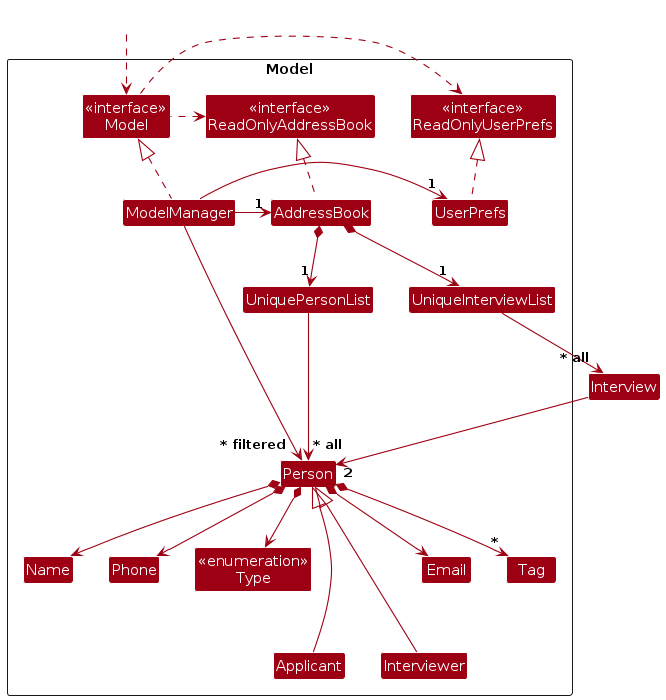 Model
«interface»
Model
«interface»
ReadOnlyAddressBook
«interface»
ReadOnlyUserPrefs
1
ModelManager
1
AddressBook
UserPrefs
1
1
UniquePersonList
UniqueInterviewList
* all
Interview
* filtered
* all
Person
2
*
Name
Phone
«enumeration»
Type
Email
Tag
Applicant
Interviewer